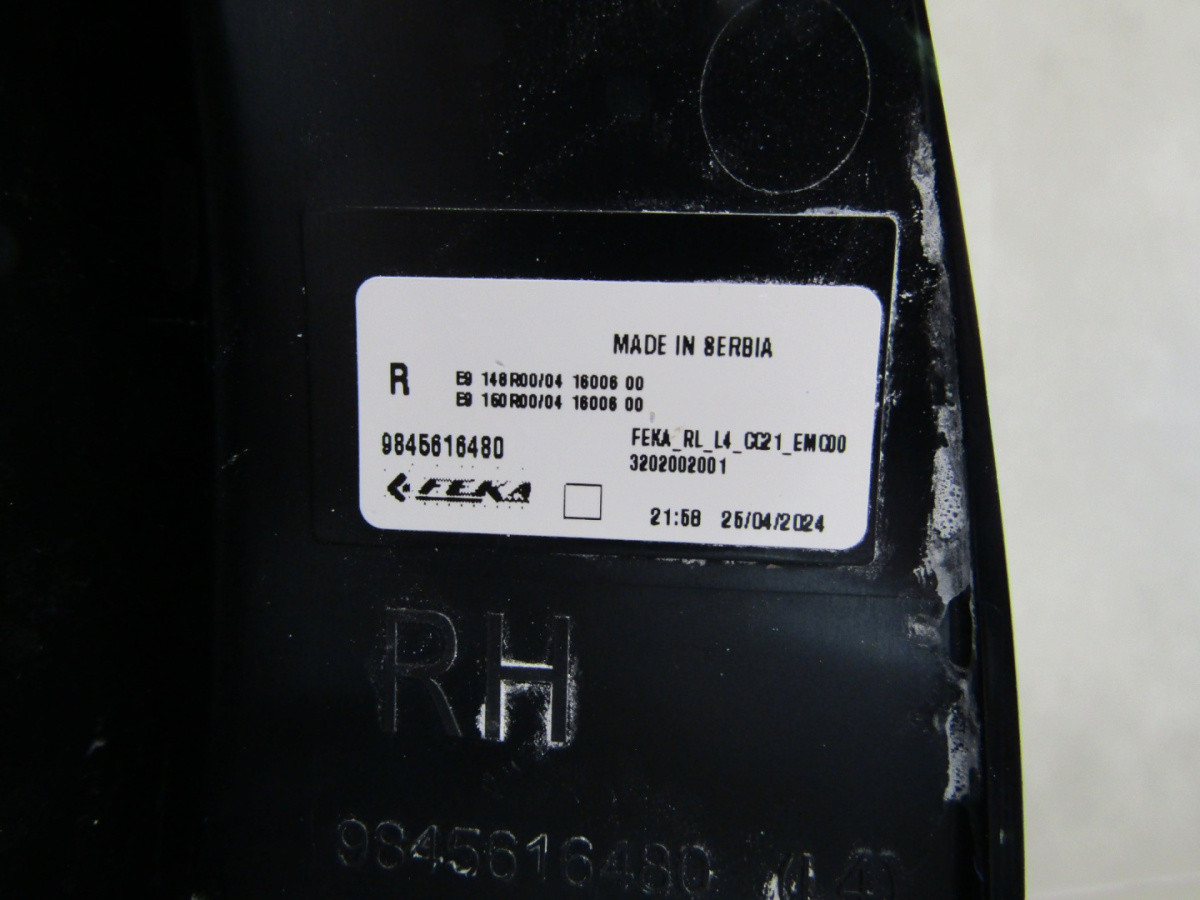 MADE IN SERBIA
R
E9 148R00/04 16006 00
E9 150R00/04 16006 00
9845616480
FEKA_RL_L4_CC21_EMC00
3202002001
FEKA
21:58 25/04/2024
RH
9845616480